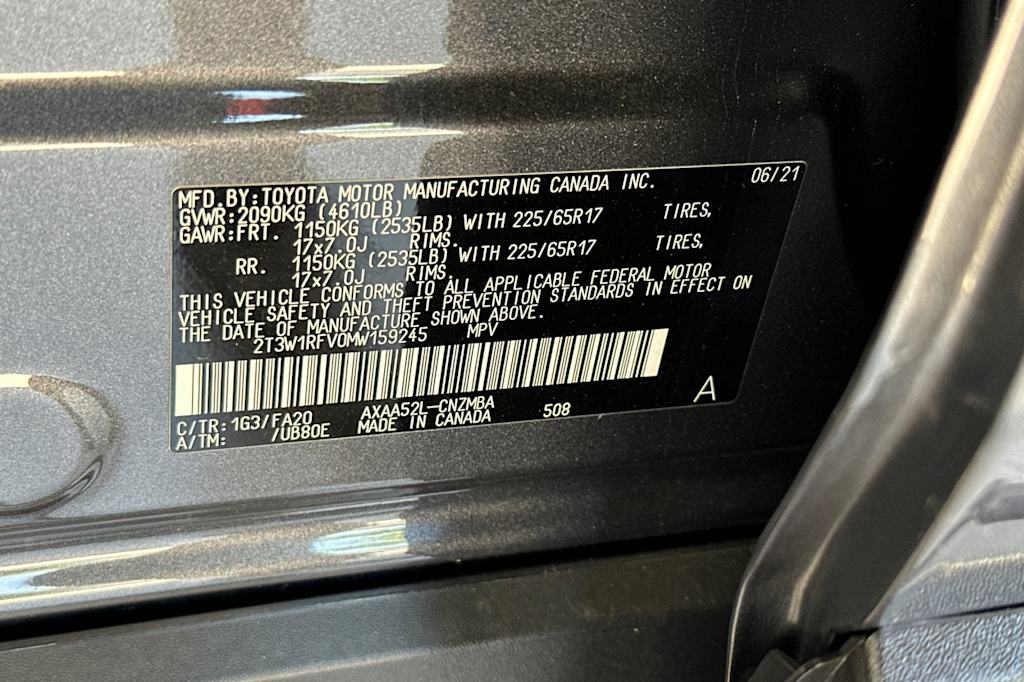 MFD.BY:TOYOTA MOTOR MANUFACTURING CANADA INC. 06/21
GVWR:2090KG (4610LB)
GAWR:FRT. 1150KG (2535LB) WITH 225/65R17 TIRES,
17x7.0J RIMS.
RR. 1150KG (2535LB) WITH 225/65R17 TIRES,
17x7.0J RIMS.
THIS VEHICLE CONFORMS TO ALL APPLICABLE FEDERAL MOTOR
VEHICLE SAFETY AND THEFT PREVENTION STANDARDS IN EFFECT ON
THE DATE OF MANUFACTURE SHOWN ABOVE.
2T3W1RFV0MW159245 MPV
C/TR:1G3/FA20 AXAA52L-CNZMBA 508 A
A/TM: /UB80E MADE IN CANADA